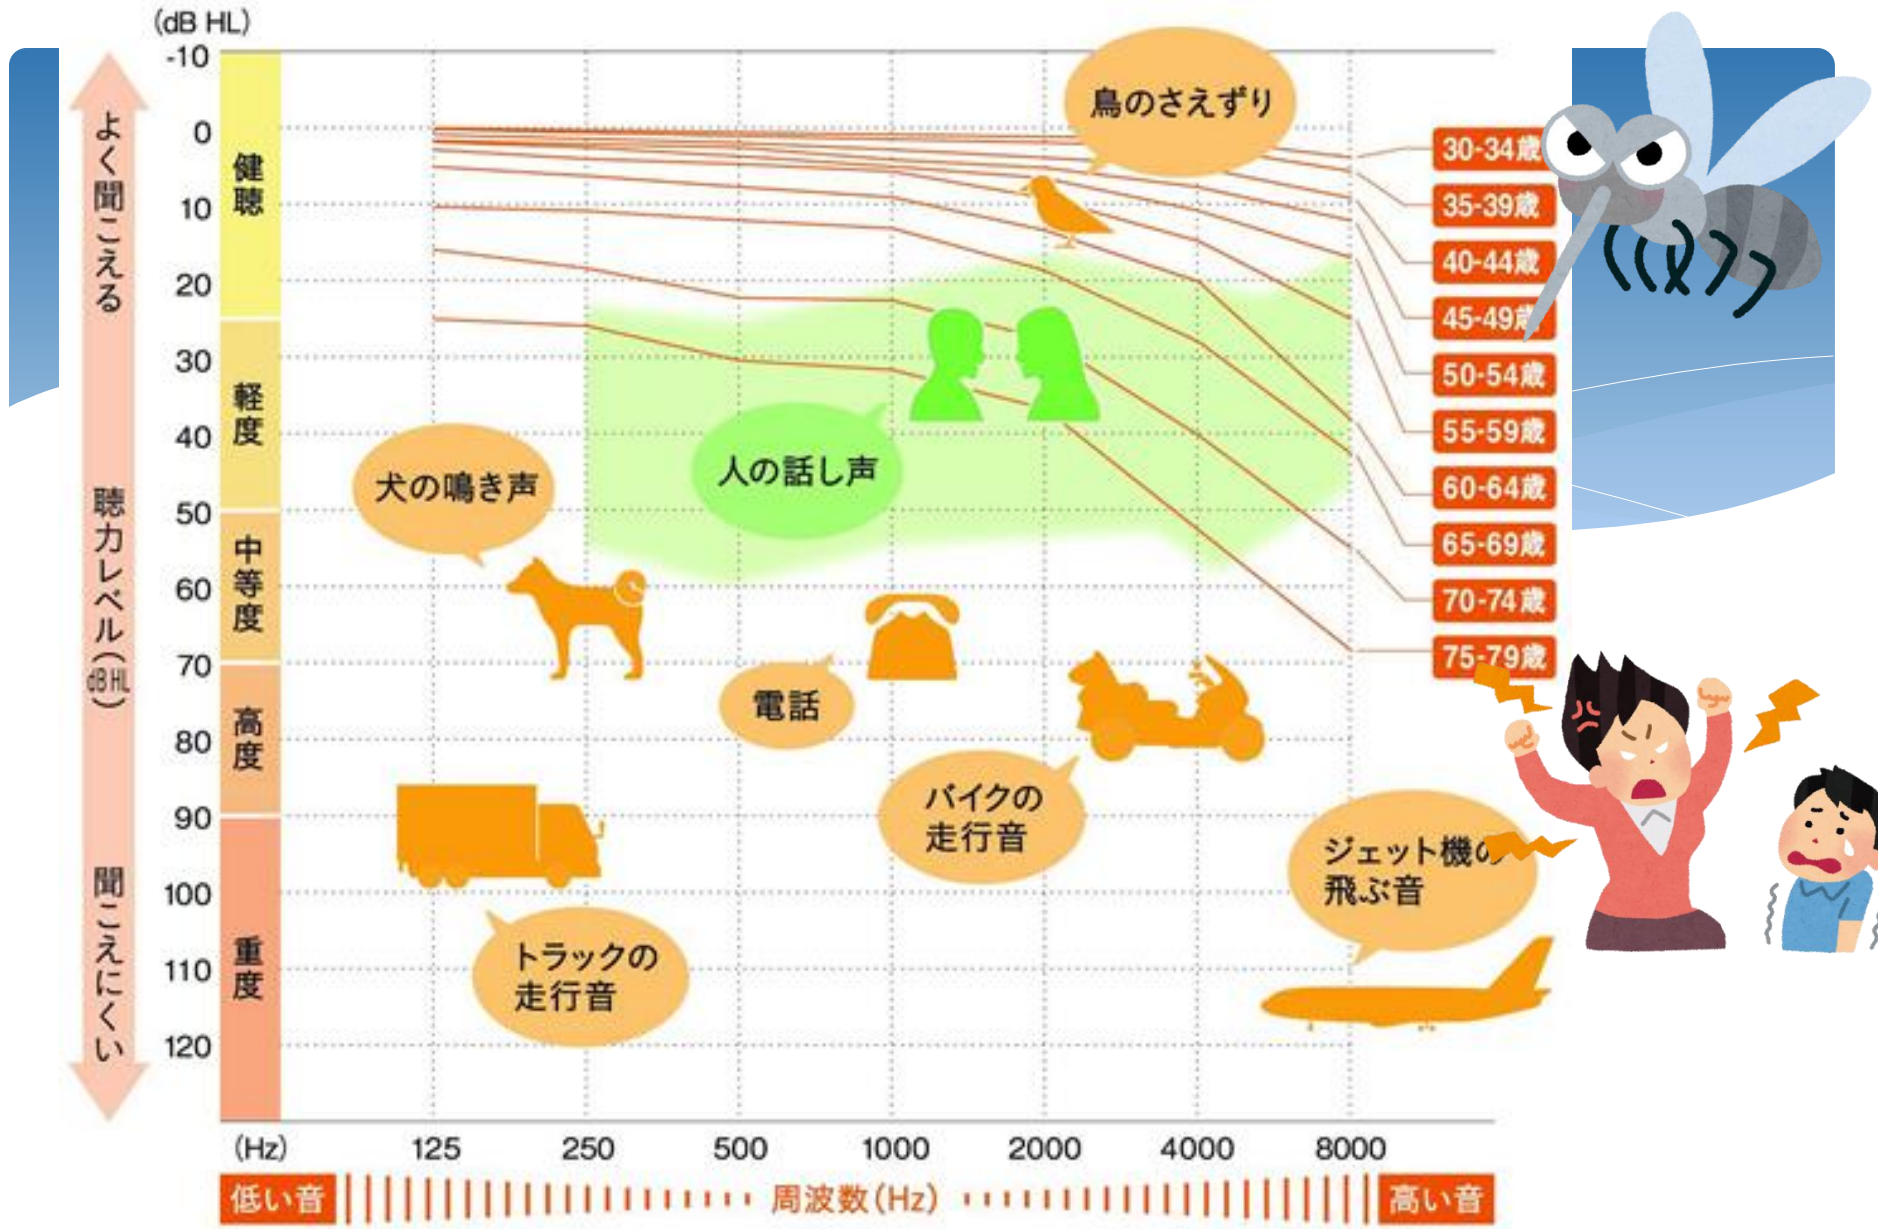 (dB HL)
-10
0
10
20
30
40
50
60
70
80
90
100
110
120
よく聞こえる
聴力レベル(dB HL)
聞こえにくい
健聴
軽度
中等度
高度
重度
鳥のさえずり
犬の鳴き声
人の話し声
電話
バイクの
走行音
トラックの
走行音
ジェット機の
飛ぶ音
30-34歳
35-39歳
40-44歳
45-49歳
50-54歳
55-59歳
60-64歳
65-69歳
70-74歳
75-79歳
(Hz) 125 250 500 1000 2000 4000 8000
低い音 周波数(Hz) 高い音